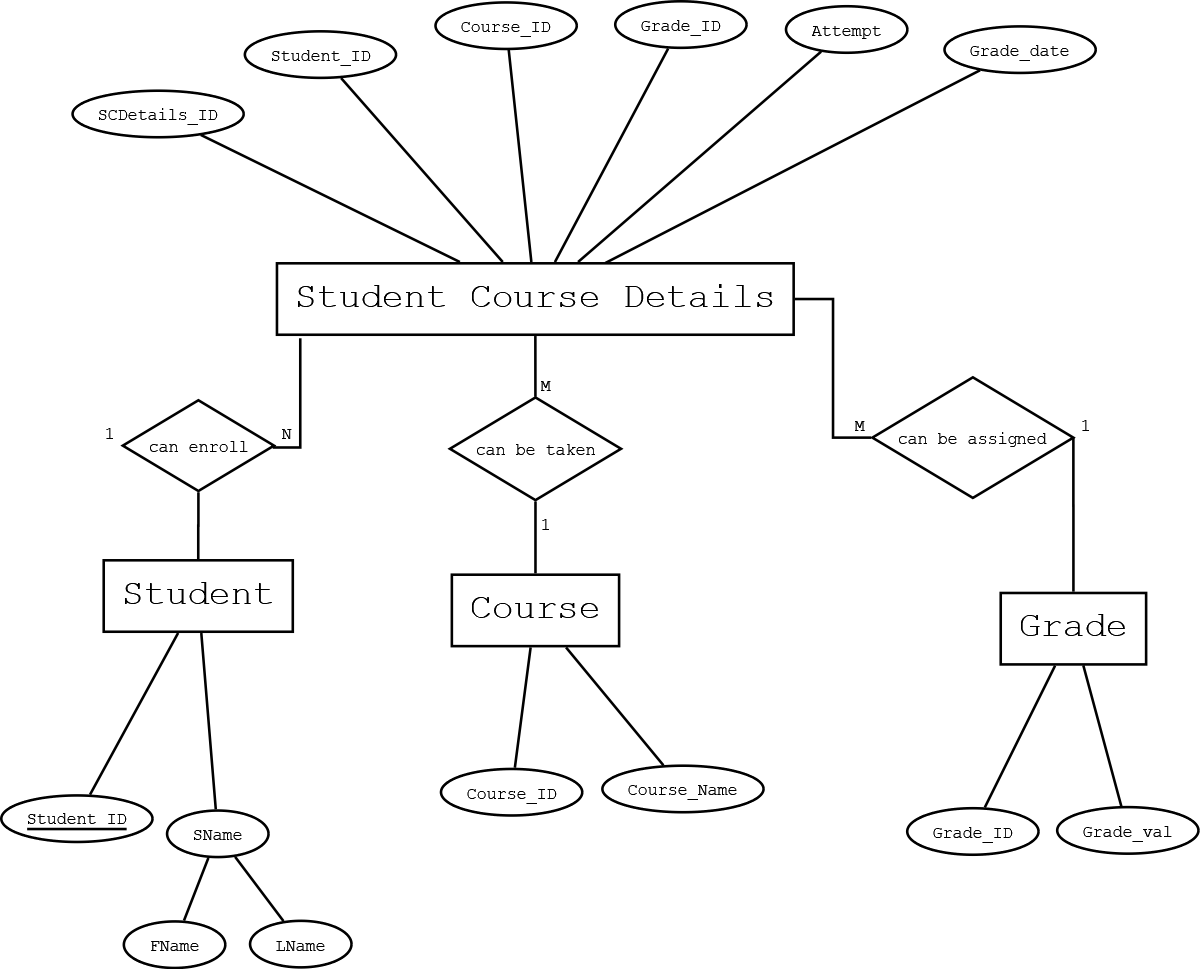 Course_ID
Grade_ID
Attempt
Student_ID
Grade_date
SCDetails_ID
Student Course Details
M
1
can enroll
N
can be taken
M
can be assigned
1
1
Student
Course
Grade
Course_ID
Course_Name
Student_ID
SName
Grade_ID
Grade_val
FName
LName